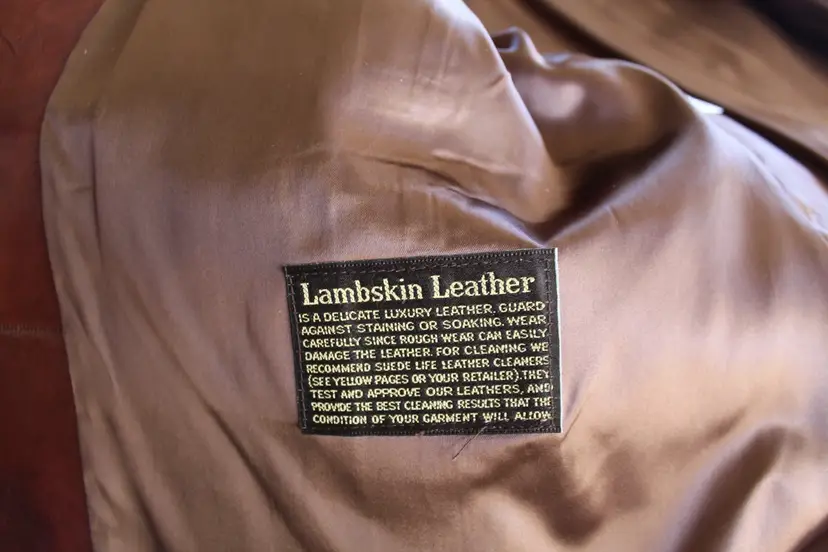 Lambskin Leather
IS A DELICATE LUXURY LEATHER. GUARD
AGAINST STAINING OR SOAKING. WEAR
CAREFULLY SINCE ROUGH WEAR CAN EASILY
DAMAGE THE LEATHER. FOR CLEANING WE
RECOMMEND SUEDE LIFE LEATHER CLEANERS
(SEE YELLOW PAGES OR YOUR RETAILER).THEY
TEST AND APPROVE OUR LEATHERS, AND
PROVIDE THE BEST CLEANING RESULTS THAT THE
CONDITION OF YOUR GARMENT WILL ALLOW